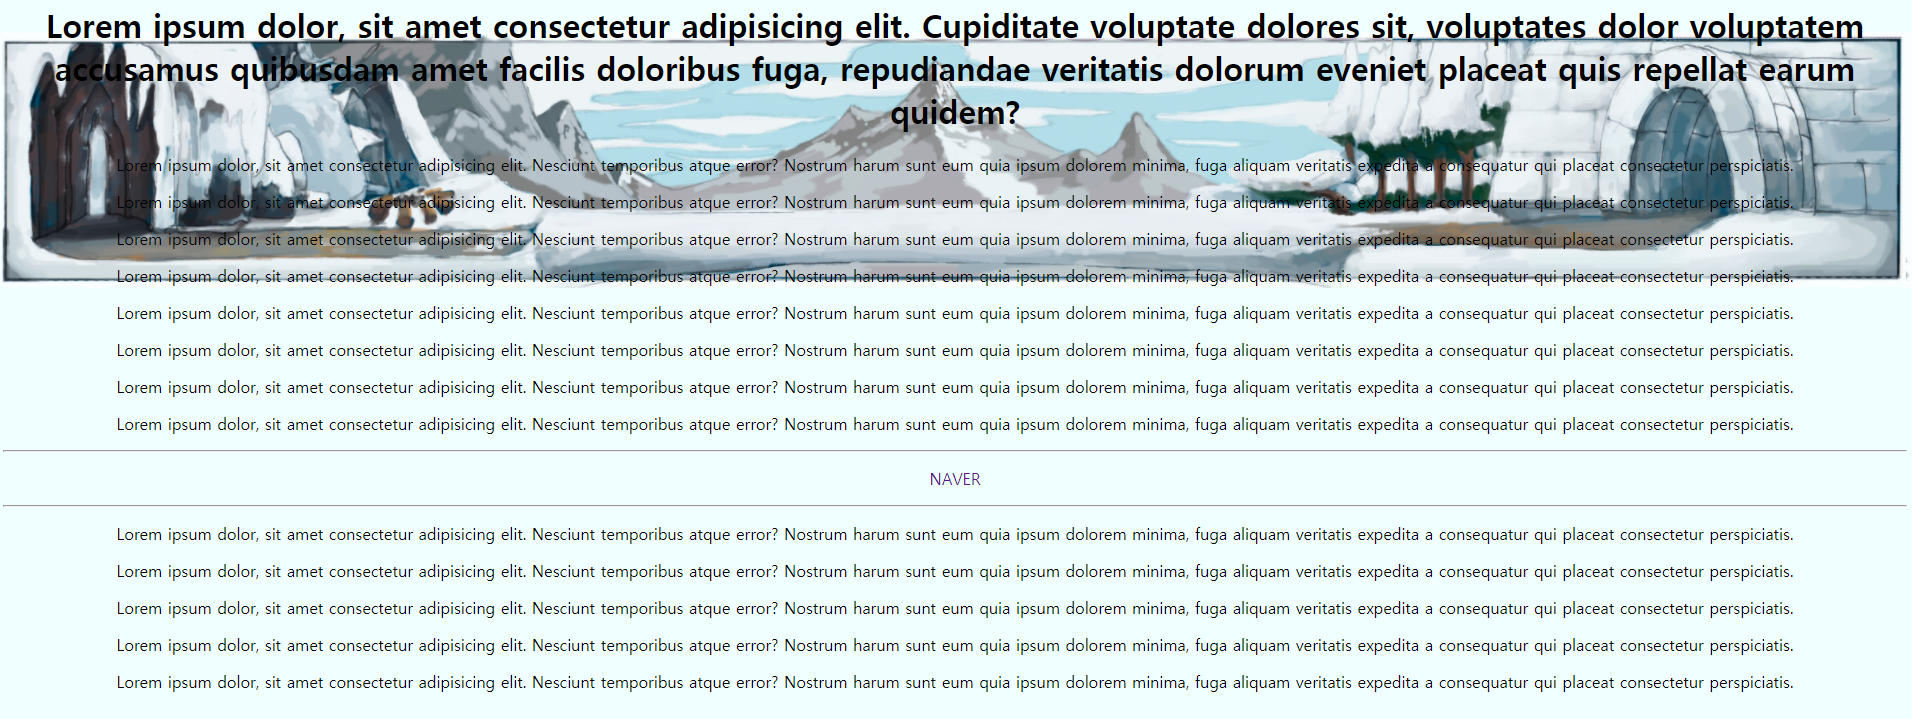 Lorem ipsum dolor, sit amet consectetur adipisicing elit. Cupiditate voluptate dolores sit, voluptates dolor voluptatem
accusamus quibusdam amet facilis doloribus fuga, repudiandae veritatis dolorum eveniet placeat quis repellat earum
quidem?
Lorem ipsum dolor, sit amet consectetur adipisicing elit. Nesciunt temporibus atque error? Nostrum harum sunt eum quia ipsum dolorem minima, fuga aliquam veritatis expedita a consequatur qui placeat consectetur perspiciatis.
Lorem ipsum dolor, sit amet consectetur adipisicing elit. Nesciunt temporibus atque error? Nostrum harum sunt eum quia ipsum dolorem minima, fuga aliquam veritatis expedita a consequatur qui placeat consectetur perspiciatis.
Lorem ipsum dolor, sit amet consectetur adipisicing elit. Nesciunt temporibus atque error? Nostrum harum sunt eum quia ipsum dolorem minima, fuga aliquam veritatis expedita a consequatur qui placeat consectetur perspiciatis.
Lorem ipsum dolor, sit amet consectetur adipisicing elit. Nesciunt temporibus atque error? Nostrum harum sunt eum quia ipsum dolorem minima, fuga aliquam veritatis expedita a consequatur qui placeat consectetur perspiciatis.
Lorem ipsum dolor, sit amet consectetur adipisicing elit. Nesciunt temporibus atque error? Nostrum harum sunt eum quia ipsum dolorem minima, fuga aliquam veritatis expedita a consequatur qui placeat consectetur perspiciatis.
Lorem ipsum dolor, sit amet consectetur adipisicing elit. Nesciunt temporibus atque error? Nostrum harum sunt eum quia ipsum dolorem minima, fuga aliquam veritatis expedita a consequatur qui placeat consectetur perspiciatis.
Lorem ipsum dolor, sit amet consectetur adipisicing elit. Nesciunt temporibus atque error? Nostrum harum sunt eum quia ipsum dolorem minima, fuga aliquam veritatis expedita a consequatur qui placeat consectetur perspiciatis.
Lorem ipsum dolor, sit amet consectetur adipisicing elit. Nesciunt temporibus atque error? Nostrum harum sunt eum quia ipsum dolorem minima, fuga aliquam veritatis expedita a consequatur qui placeat consectetur perspiciatis.
NAVER
Lorem ipsum dolor, sit amet consectetur adipisicing elit. Nesciunt temporibus atque error? Nostrum harum sunt eum quia ipsum dolorem minima, fuga aliquam veritatis expedita a consequatur qui placeat consectetur perspiciatis.
Lorem ipsum dolor, sit amet consectetur adipisicing elit. Nesciunt temporibus atque error? Nostrum harum sunt eum quia ipsum dolorem minima, fuga aliquam veritatis expedita a consequatur qui placeat consectetur perspiciatis.
Lorem ipsum dolor, sit amet consectetur adipisicing elit. Nesciunt temporibus atque error? Nostrum harum sunt eum quia ipsum dolorem minima, fuga aliquam veritatis expedita a consequatur qui placeat consectetur perspiciatis.
Lorem ipsum dolor, sit amet consectetur adipisicing elit. Nesciunt temporibus atque error? Nostrum harum sunt eum quia ipsum dolorem minima, fuga aliquam veritatis expedita a consequatur qui placeat consectetur perspiciatis.
Lorem ipsum dolor, sit amet consectetur adipisicing elit. Nesciunt temporibus atque error? Nostrum harum sunt eum quia ipsum dolorem minima, fuga aliquam veritatis expedita a consequatur qui placeat consectetur perspiciatis.